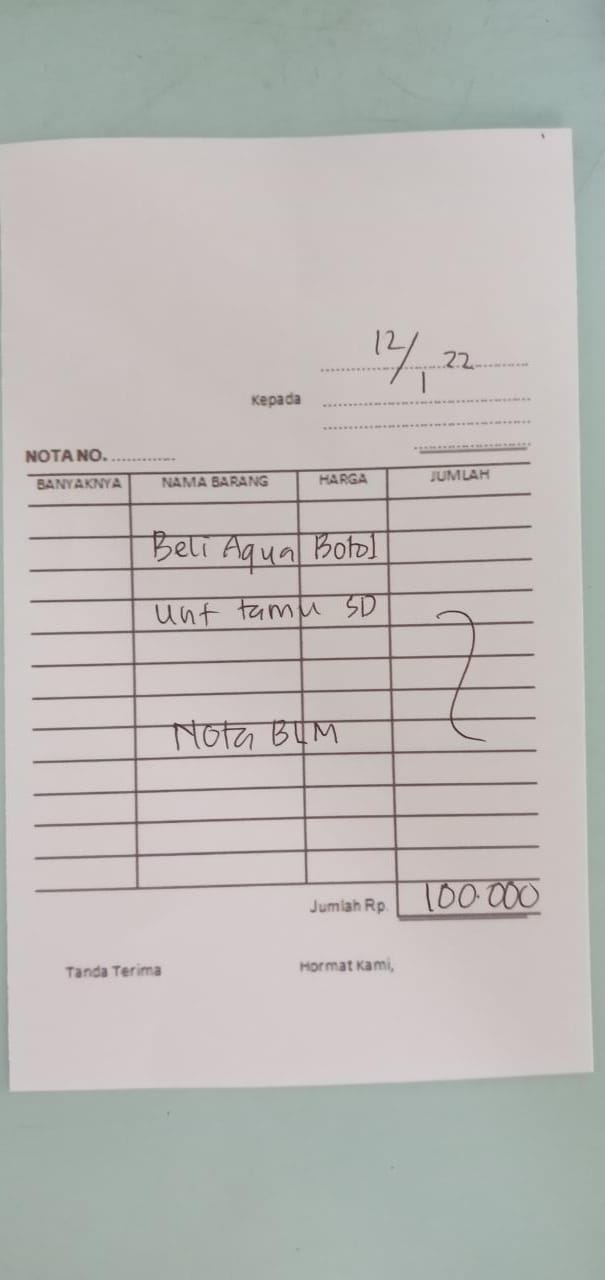 12/1 22
Kepada
NOTA NO.
BANYAKNYA NAMA BARANG HARGA JUMLAH
Beli Aqua Botol
Unt tamu SD
Nota BLM
Jumlah Rp. 100.000
Tanda Terima Hormat Kami,